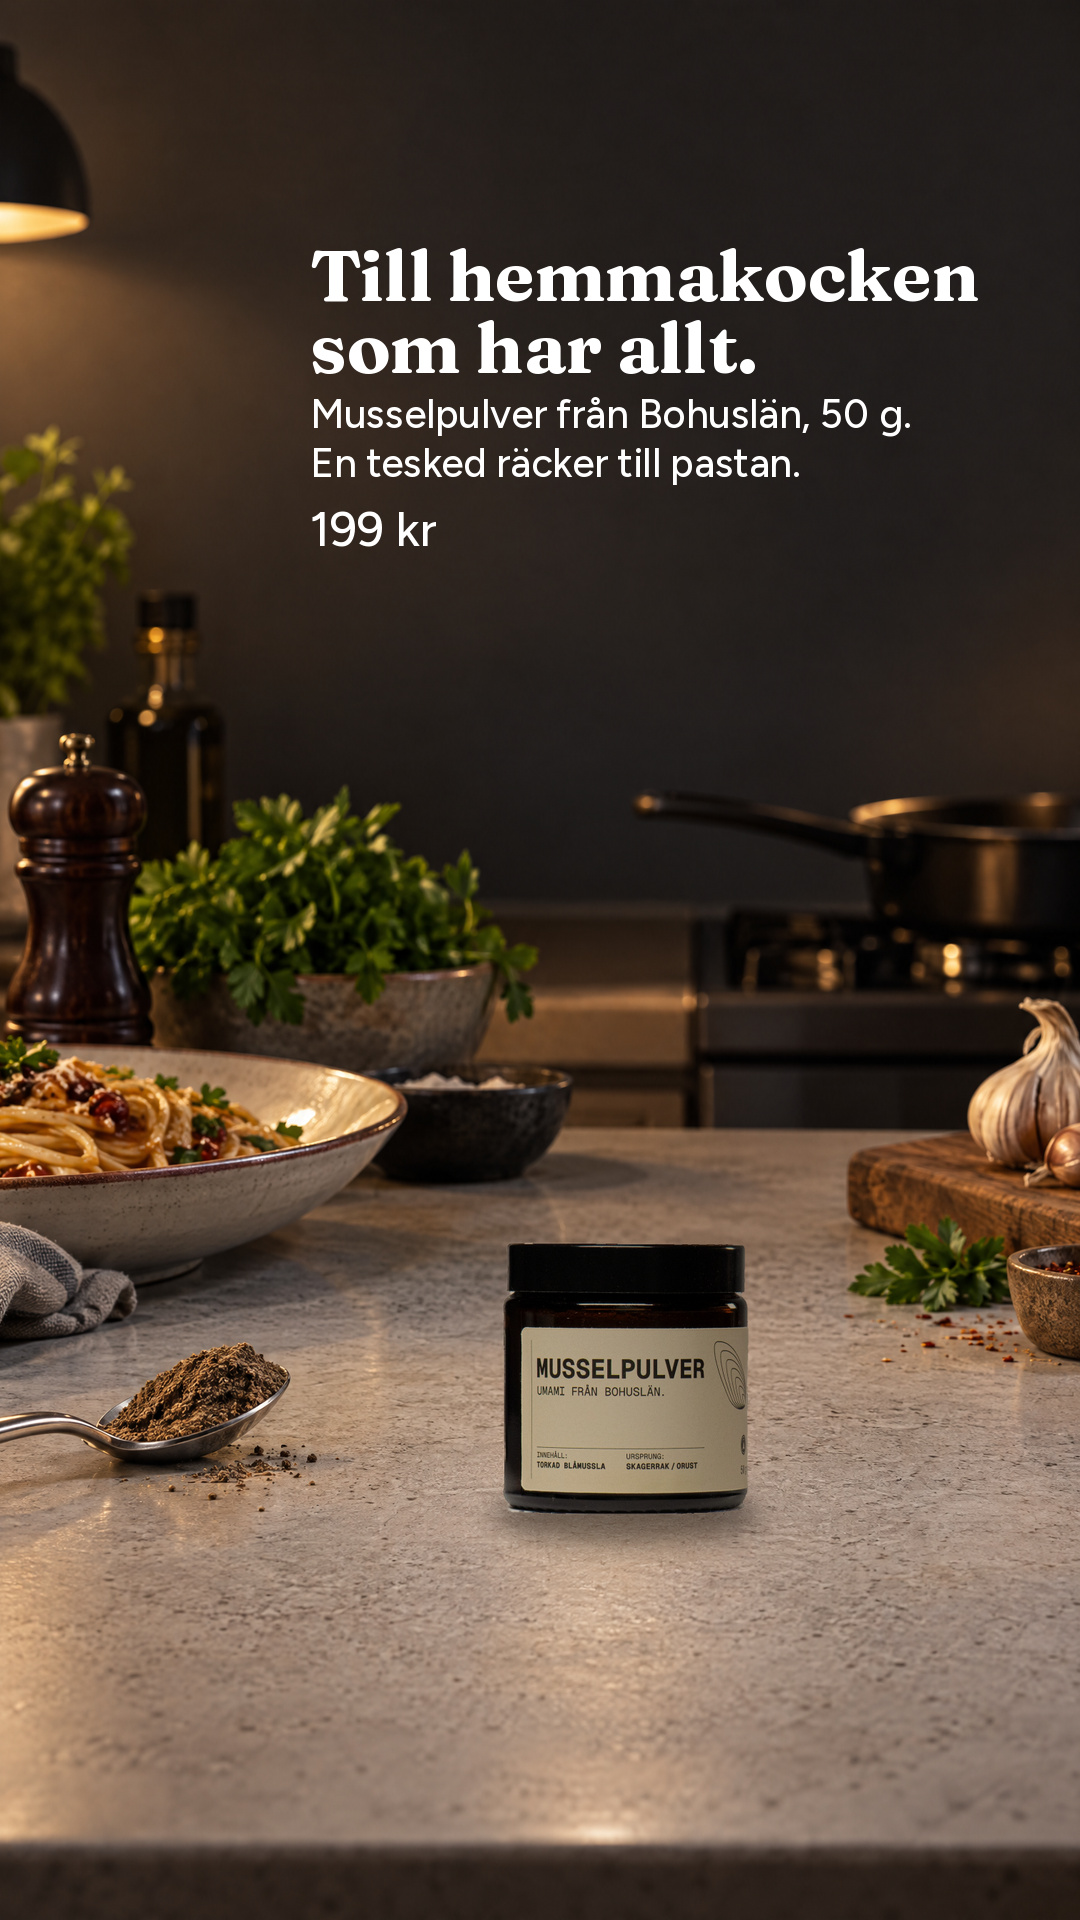 Till hemmakocken
som har allt.
Musselpulver från Bohuslän, 50 g.
En tesked räcker till pastan.
199 kr
MUSSELPULVER
UMAMI FRÅN BOHUSLÄN.
INNEHÅLL:
TORKAD BLÅMUSSLA
URSPRUNG:
SKAGERRAK / ORUST